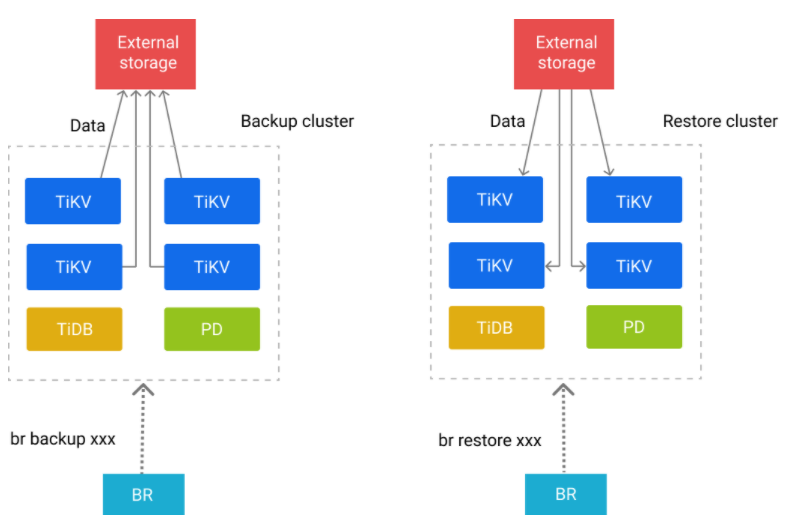 External
storage
Data
Backup cluster
TiKV
TiKV
TiKV
TiKV
TiDB
PD
br backup xxx
BR
External
storage
Data
Restore cluster
TiKV
TiKV
TiKV
TiKV
TiDB
PD
br restore xxx
BR